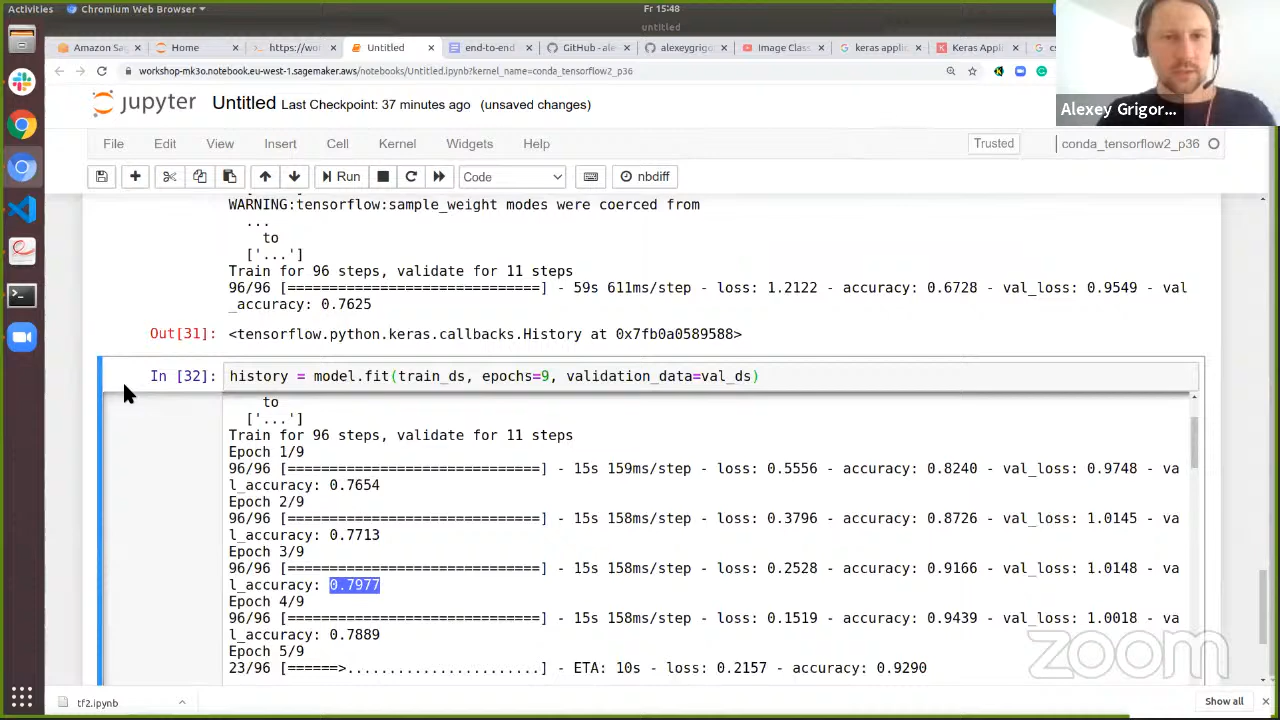 Activities
Chromium Web Browser
Fr 15:48
untitled
Amazon Sag
Home
https://wo
Untitled
end-to-end
GitHub - ale
alexeygrigo
Image Class
keras applic
Keras Appli
workshop-mk3o.notebook.eu-west-1.sagemaker.aws/notebooks/Untitled.ipynb?kernel_name=conda_tensorflow2_p36
jupyter Untitled Last Checkpoint: 37 minutes ago (unsaved changes)
Alexey Grigor...
File Edit View Insert Cell Kernel Widgets Help
Trusted
conda_tensorflow2_p36
Run
Code
nbdiff
WARNING:tensorflow:sample_weight modes were coerced from
...
to
['...']
Train for 96 steps, validate for 11 steps
96/96 [==============================] - 59s 611ms/step - loss: 1.2122 - accuracy: 0.6728 - val_loss: 0.9549 - val
_accuracy: 0.7625
Out[31]: <tensorflow.python.keras.callbacks.History at 0x7fb0a0589588>
In [32]: history = model.fit(train_ds, epochs=9, validation_data=val_ds)
to
['...']
Train for 96 steps, validate for 11 steps
Epoch 1/9
96/96 [==============================] - 15s 159ms/step - loss: 0.5556 - accuracy: 0.8240 - val_loss: 0.9748 - va
l_accuracy: 0.7654
Epoch 2/9
96/96 [==============================] - 15s 158ms/step - loss: 0.3796 - accuracy: 0.8726 - val_loss: 1.0145 - va
l_accuracy: 0.7713
Epoch 3/9
96/96 [==============================] - 15s 158ms/step - loss: 0.2528 - accuracy: 0.9166 - val_loss: 1.0148 - va
l_accuracy: 0.7977
Epoch 4/9
96/96 [==============================] - 15s 158ms/step - loss: 0.1519 - accuracy: 0.9439 - val_loss: 1.0018 - va
l_accuracy: 0.7889
Epoch 5/9
23/96 [======>.......................] - ETA: 10s - loss: 0.2157 - accuracy: 0.9290
zoom
tf2.ipynb
Show all